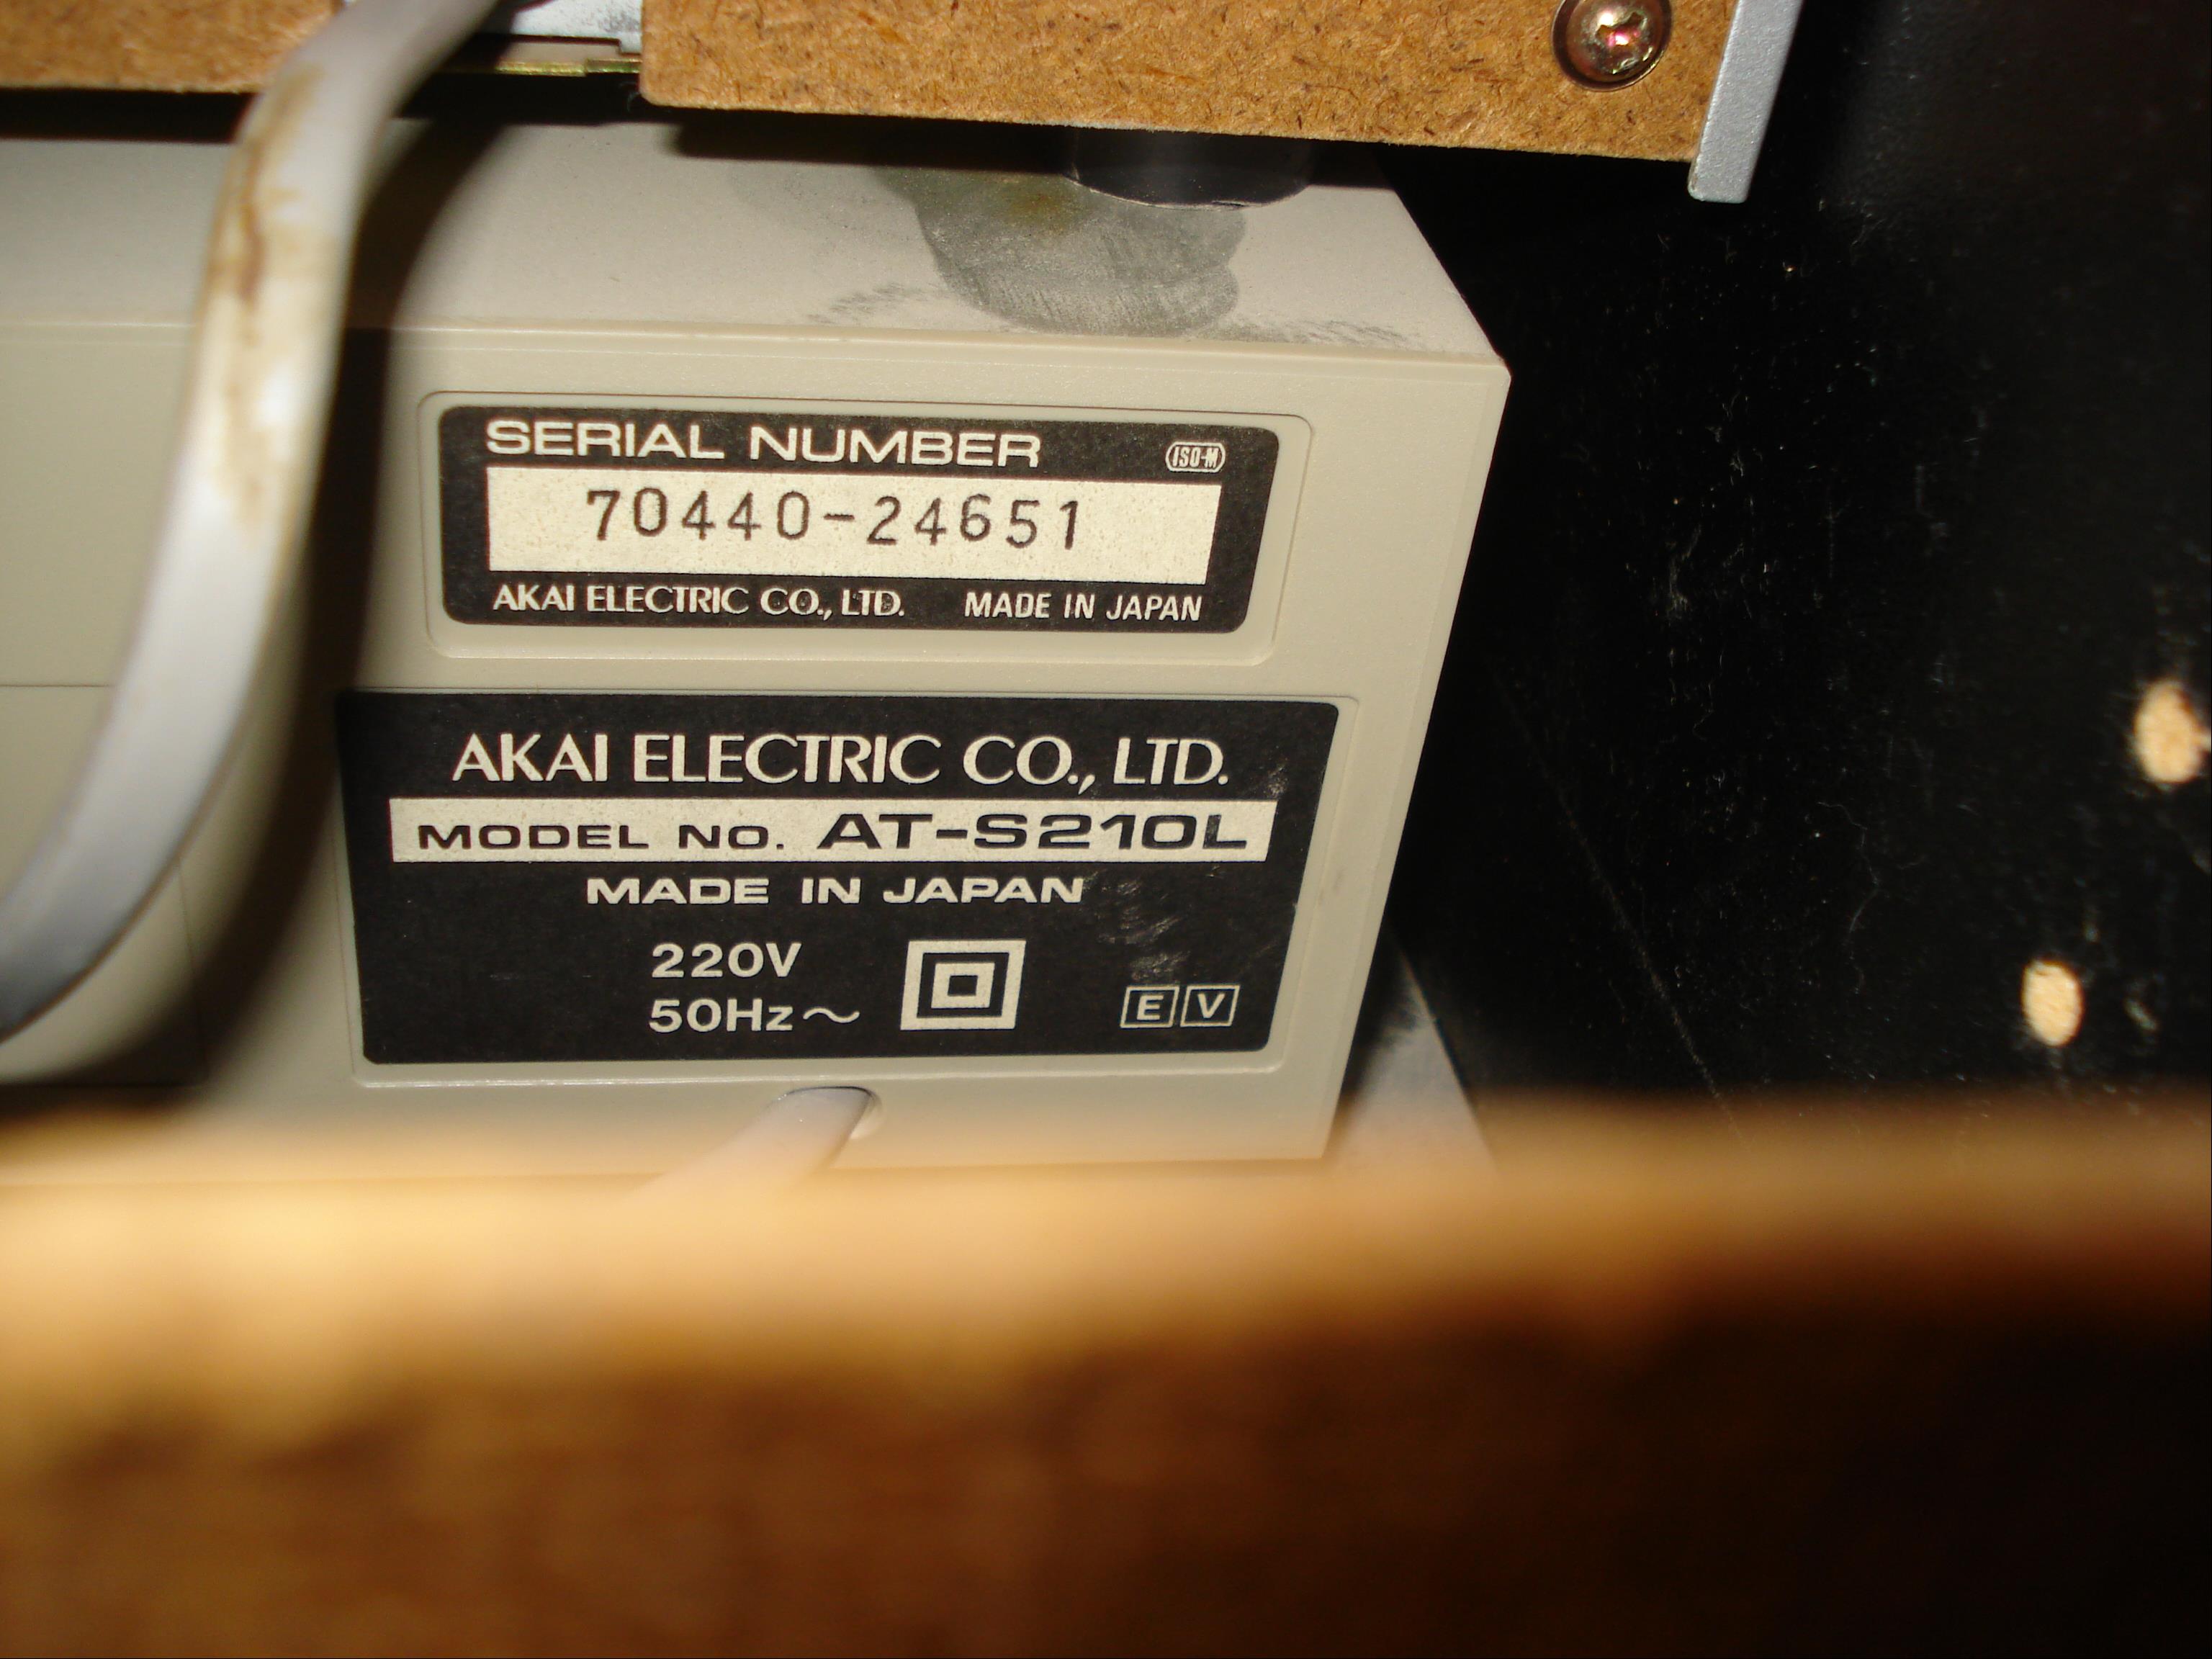 SERIAL NUMBER
ISO-M
70440-24651
AKAI ELECTRIC CO., LTD. MADE IN JAPAN
AKAI ELECTRIC CO., LTD.
MODEL NO. AT-S210L
MADE IN JAPAN
220V
50Hz～
E V